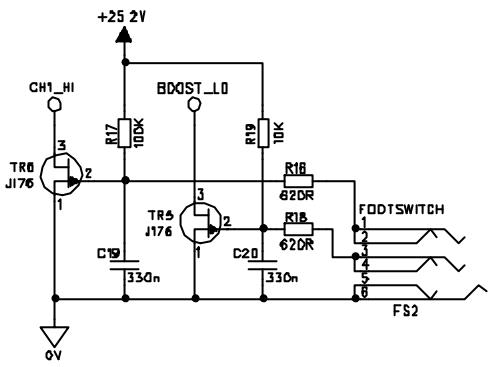 +25 2V
CH1_HI
BOOST_LO
R17
100K
R19
10K
3
TR6
J176
2
1
R16
820R
3
TR5
J176
2
1
R18
820R
FOOTSWITCH
1
2
3
4
5
6
FS2
C19
330n
C20
330n
0V